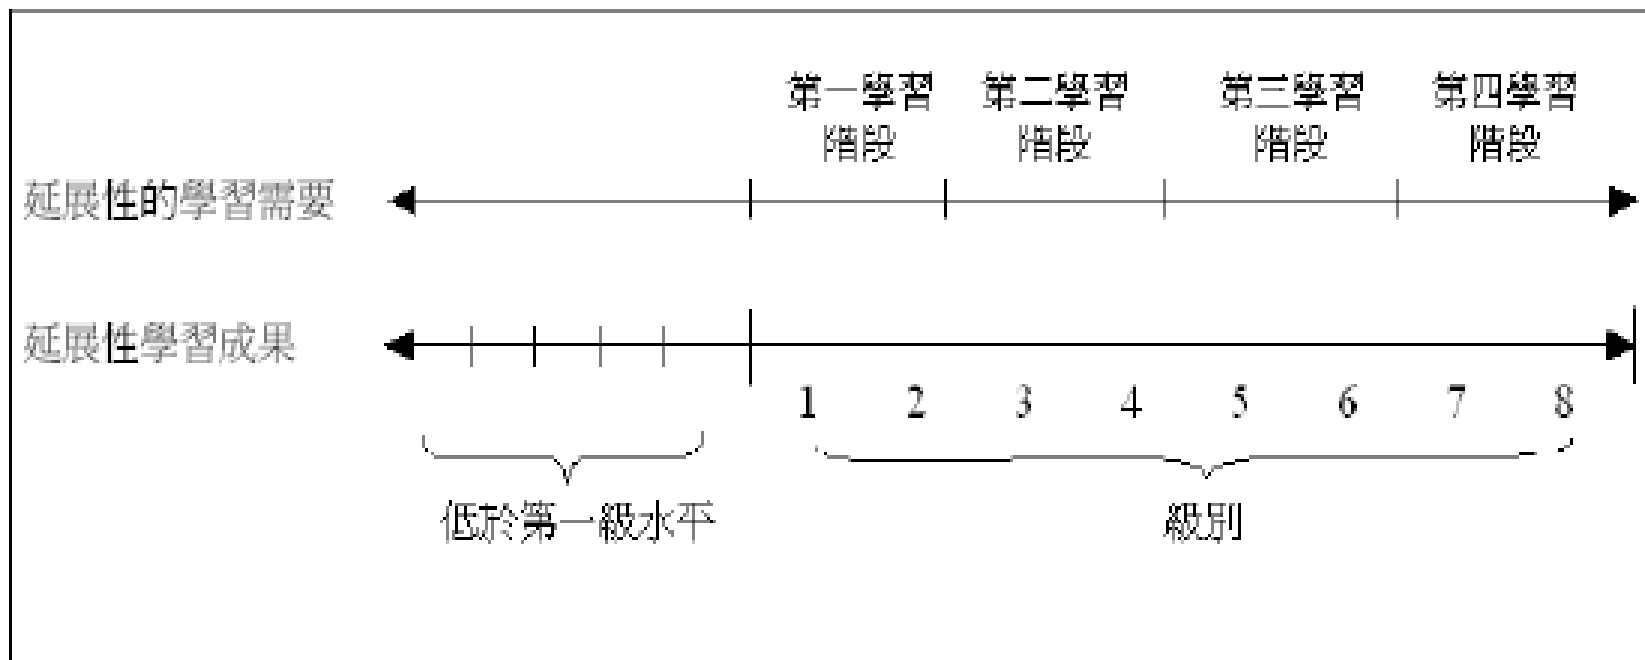 第一學習
階段
第二學習
階段
第三學習
階段
第四學習
階段
延展性的學習需要
延展性學習成果
1 2 3 4 5 6 7 8
低於第一級水平
級別